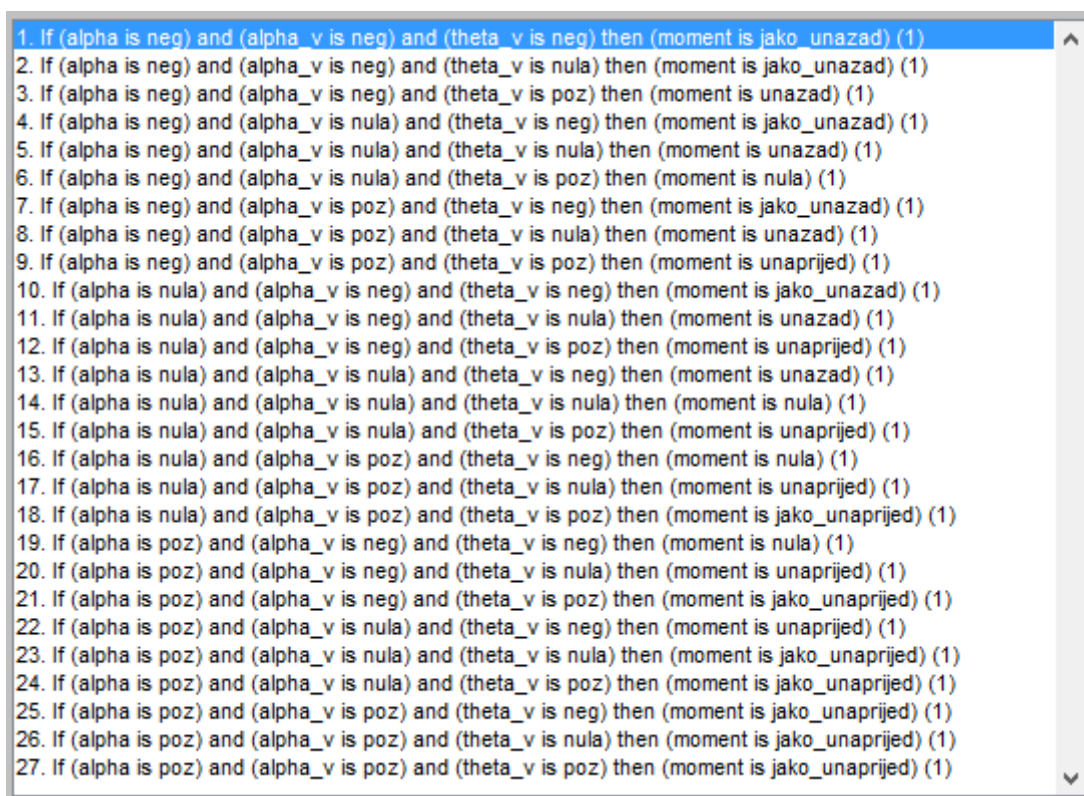 1. If (alpha is neg) and (alpha_v is neg) and (theta_v is neg) then (moment is jako_unazad) (1)
2. If (alpha is neg) and (alpha_v is neg) and (theta_v is nula) then (moment is jako_unazad) (1)
3. If (alpha is neg) and (alpha_v is neg) and (theta_v is poz) then (moment is unazad) (1)
4. If (alpha is neg) and (alpha_v is nula) and (theta_v is neg) then (moment is jako_unazad) (1)
5. If (alpha is neg) and (alpha_v is nula) and (theta_v is nula) then (moment is unazad) (1)
6. If (alpha is neg) and (alpha_v is nula) and (theta_v is poz) then (moment is nula) (1)
7. If (alpha is neg) and (alpha_v is poz) and (theta_v is neg) then (moment is jako_unazad) (1)
8. If (alpha is neg) and (alpha_v is poz) and (theta_v is nula) then (moment is unazad) (1)
9. If (alpha is neg) and (alpha_v is poz) and (theta_v is poz) then (moment is unaprijed) (1)
10. If (alpha is nula) and (alpha_v is neg) and (theta_v is neg) then (moment is jako_unazad) (1)
11. If (alpha is nula) and (alpha_v is neg) and (theta_v is nula) then (moment is unazad) (1)
12. If (alpha is nula) and (alpha_v is neg) and (theta_v is poz) then (moment is unaprijed) (1)
13. If (alpha is nula) and (alpha_v is nula) and (theta_v is neg) then (moment is unazad) (1)
14. If (alpha is nula) and (alpha_v is nula) and (theta_v is nula) then (moment is nula) (1)
15. If (alpha is nula) and (alpha_v is nula) and (theta_v is poz) then (moment is unaprijed) (1)
16. If (alpha is nula) and (alpha_v is poz) and (theta_v is neg) then (moment is nula) (1)
17. If (alpha is nula) and (alpha_v is poz) and (theta_v is nula) then (moment is unaprijed) (1)
18. If (alpha is nula) and (alpha_v is poz) and (theta_v is poz) then (moment is jako_unaprijed) (1)
19. If (alpha is poz) and (alpha_v is neg) and (theta_v is neg) then (moment is nula) (1)
20. If (alpha is poz) and (alpha_v is neg) and (theta_v is nula) then (moment is unaprijed) (1)
21. If (alpha is poz) and (alpha_v is neg) and (theta_v is poz) then (moment is jako_unaprijed) (1)
22. If (alpha is poz) and (alpha_v is nula) and (theta_v is neg) then (moment is unaprijed) (1)
23. If (alpha is poz) and (alpha_v is nula) and (theta_v is nula) then (moment is jako_unaprijed) (1)
24. If (alpha is poz) and (alpha_v is nula) and (theta_v is poz) then (moment is jako_unaprijed) (1)
25. If (alpha is poz) and (alpha_v is poz) and (theta_v is neg) then (moment is jako_unaprijed) (1)
26. If (alpha is poz) and (alpha_v is poz) and (theta_v is nula) then (moment is jako_unaprijed) (1)
27. If (alpha is poz) and (alpha_v is poz) and (theta_v is poz) then (moment is jako_unaprijed) (1)